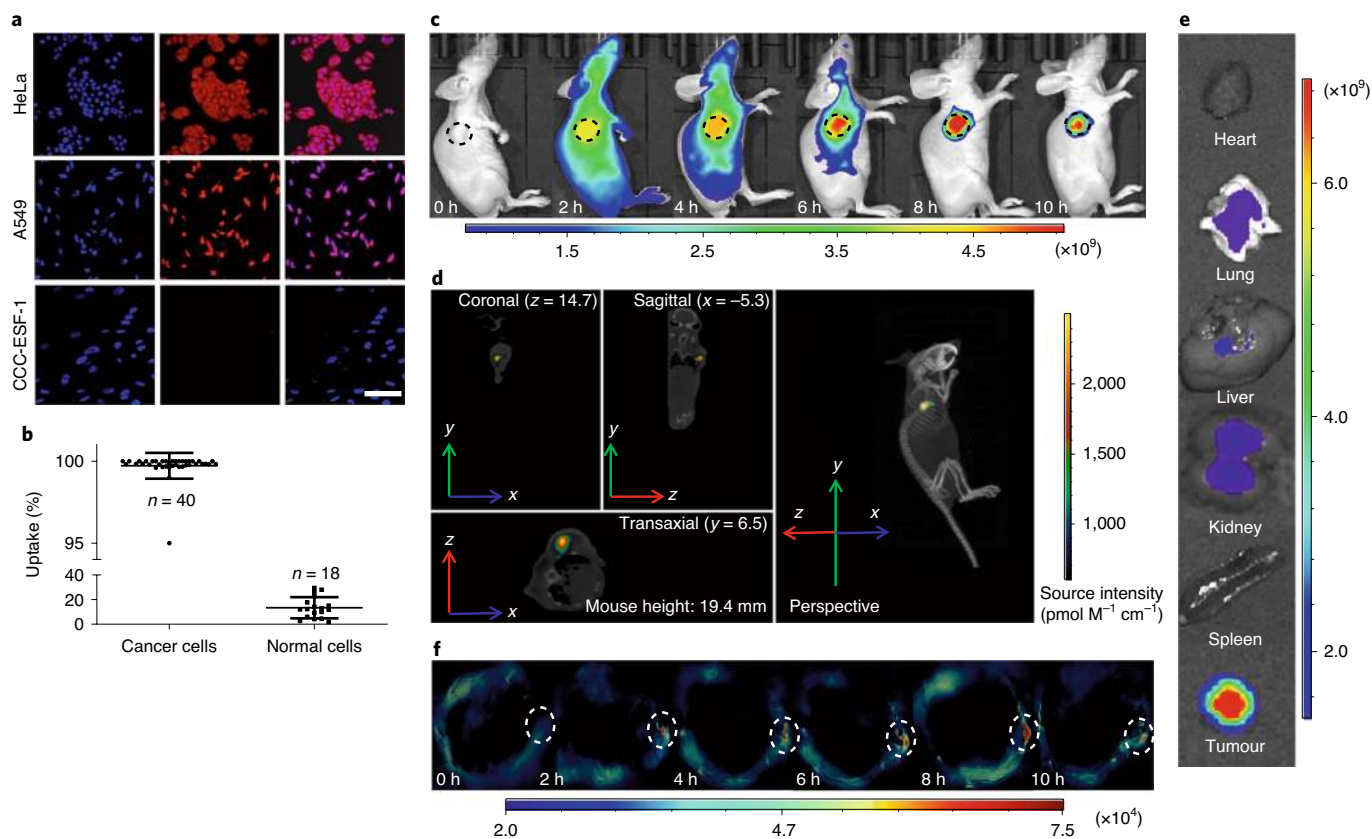 a
HeLa
A549
CCC-ESF-1
b
Uptake (%)
100
95
40
20
0
n = 40
n = 18
Cancer cells
Normal cells
c
0 h
2 h
4 h
6 h
8 h
10 h
1.5
2.5
3.5
4.5
(×10⁹)
d
Coronal (z = 14.7)
y
x
Sagittal (x = –5.3)
y
z
Transaxial (y = 6.5)
z
x
Mouse height: 19.4 mm
y
z
x
Perspective
2,000
1,500
1,000
Source intensity
(pmol M⁻¹ cm⁻¹)
e
Heart
Lung
Liver
Kidney
Spleen
Tumour
(×10⁹)
6.0
4.0
2.0
f
0 h
2 h
4 h
6 h
8 h
10 h
2.0
4.7
7.5
(×10⁴)